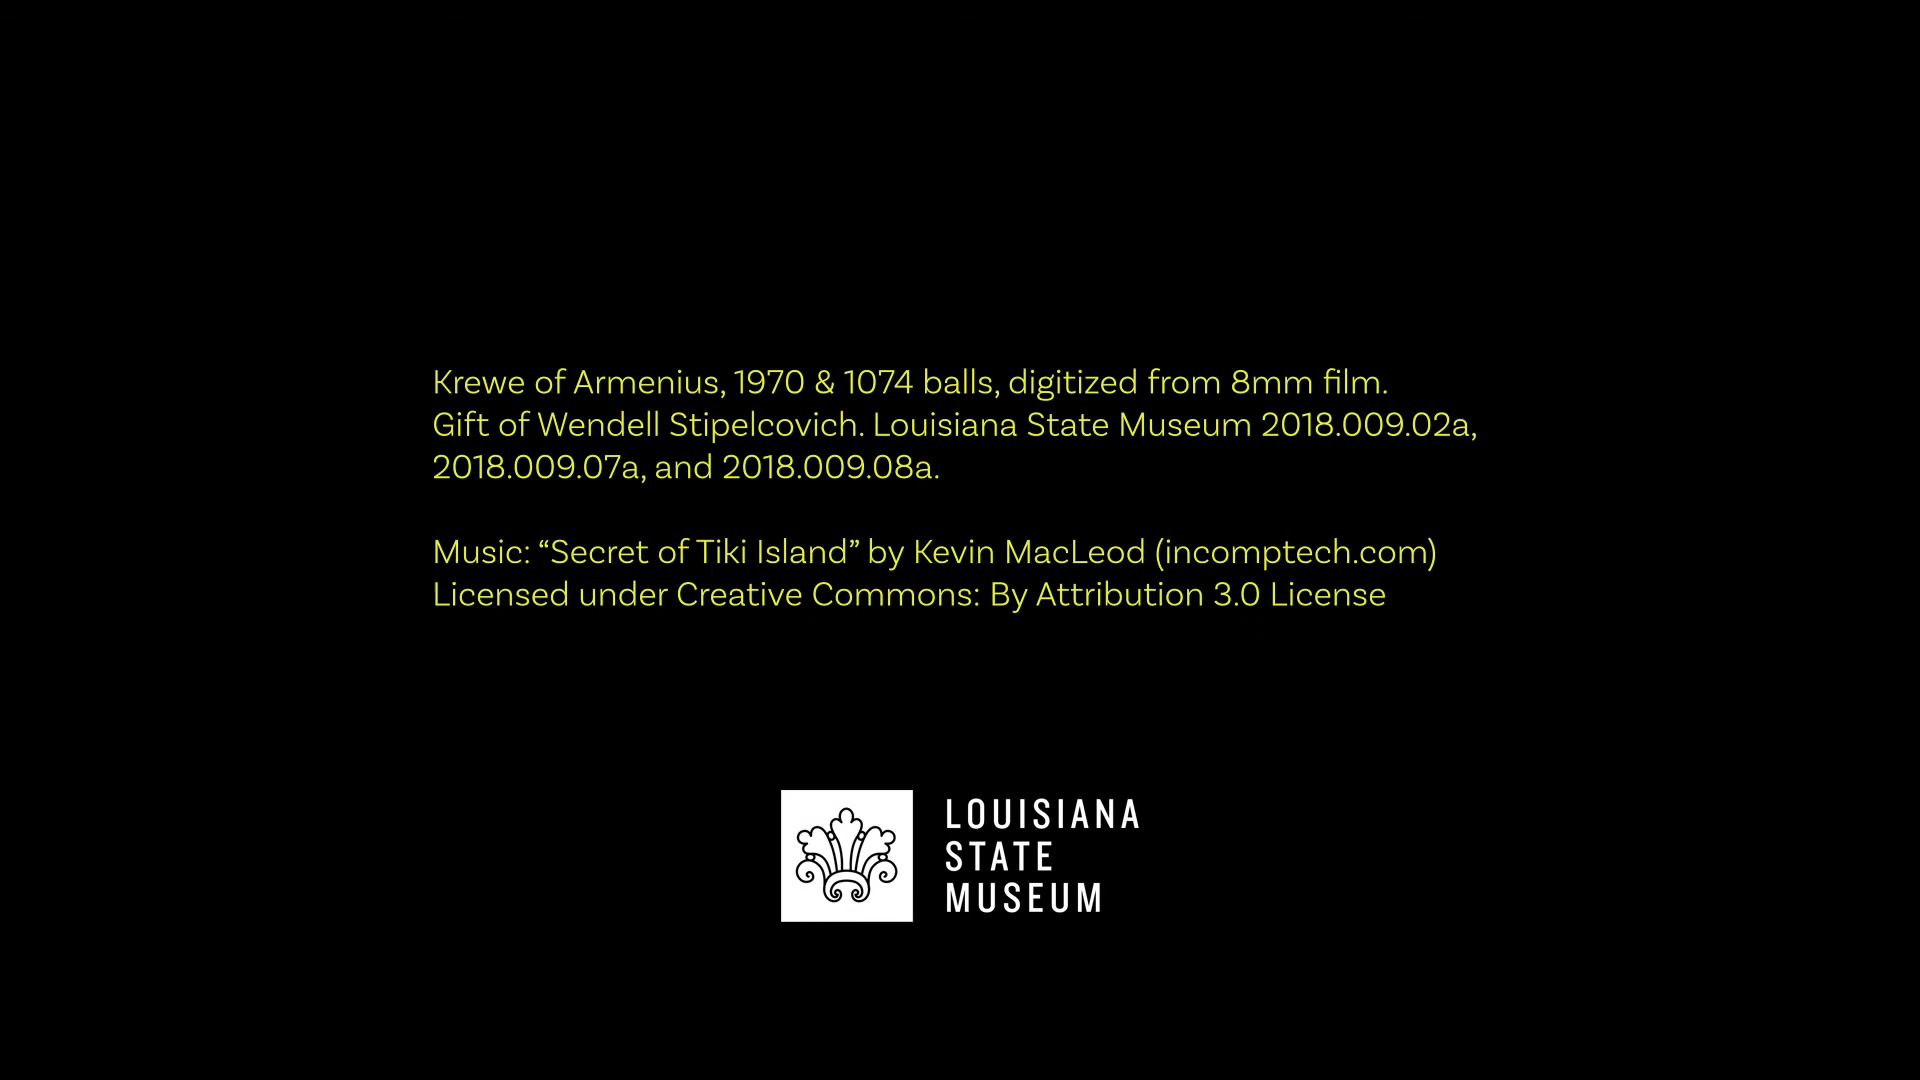 Krewe of Armenius, 1970 & 1074 balls, digitized from 8mm film.
Gift of Wendell Stipelcovich. Louisiana State Museum 2018.009.02a,
2018.009.07a, and 2018.009.08a.
Music: “Secret of Tiki Island” by Kevin MacLeod (incomptech.com)
Licensed under Creative Commons: By Attribution 3.0 License
LOUISIANA
STATE
MUSEUM